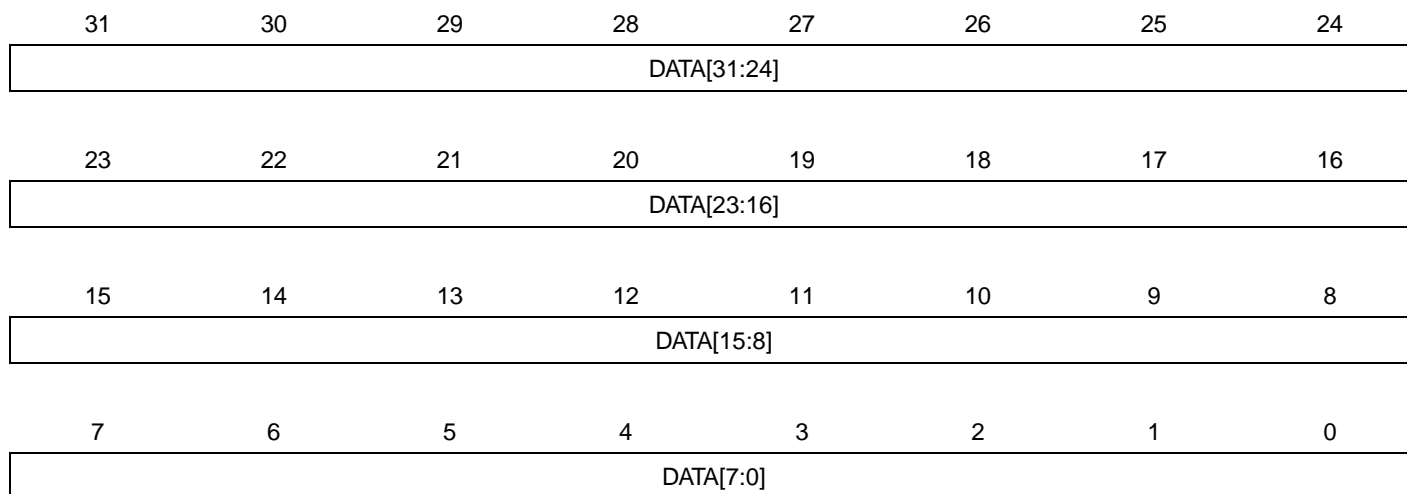 31 30 29 28 27 26 25 24
DATA[31:24]
23 22 21 20 19 18 17 16
DATA[23:16]
15 14 13 12 11 10 9 8
DATA[15:8]
7 6 5 4 3 2 1 0
DATA[7:0]